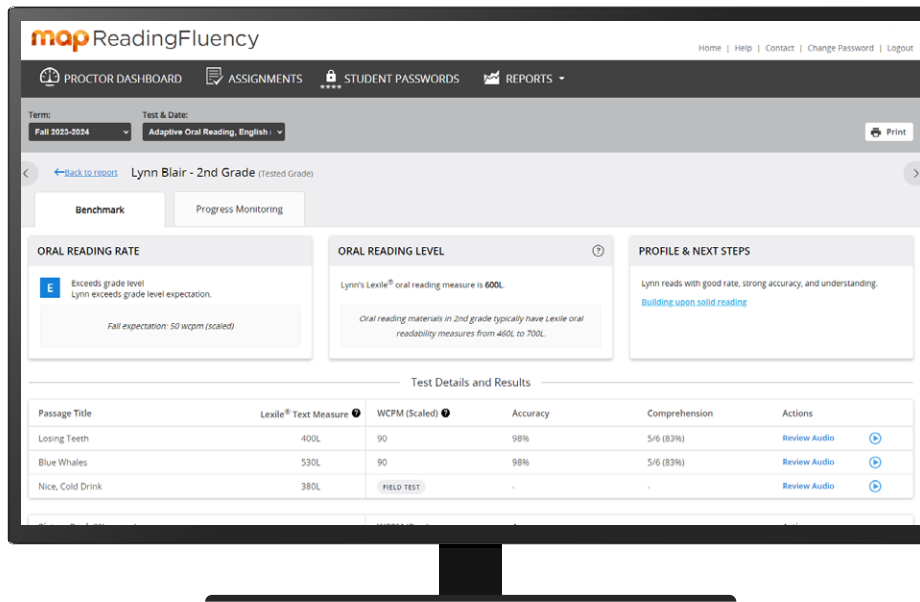 map ReadingFluency
Home | Help | Contact | Change Password | Logout
PROCTOR DASHBOARD ASSIGNMENTS STUDENT PASSWORDS REPORTS
Term: Test & Date:
Fall 2023-2024 Adaptive Oral Reading, English Print
Back to report Lynn Blair - 2nd Grade (Tested Grade)
Benchmark Progress Monitoring
ORAL READING RATE ORAL READING LEVEL ? PROFILE & NEXT STEPS
E Exceeds grade level
Lynn exceeds grade level expectation.
Fall expectation: 50 wcpm (scaled)
Lynn's Lexile® oral reading measure is 600L.
Oral reading materials in 2nd grade typically have Lexile oral
readability measures from 460L to 700L.
Lynn reads with good rate, strong accuracy, and understanding.
Building upon solid reading
Test Details and Results
Passage Title Lexile® Text Measure ? WCPM (Scaled) ? Accuracy Comprehension Actions
Losing Teeth 400L 90 98% 5/6 (83%) Review Audio
Blue Whales 530L 90 98% 5/6 (83%) Review Audio
Nice, Cold Drink 380L FIELD TEST - - Review Audio